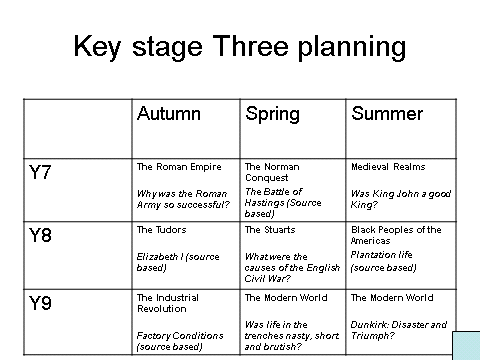 Key stage Three planning
Autumn
Spring
Summer
Y7
The Roman Empire
Why was the Roman
Army so successful?
The Norman
Conquest
The Battle of
Hastings (Source
based)
Medieval Realms
Was King John a good
King?
Y8
The Tudors
Elizabeth I (source
based)
The Stuarts
What were the
causes of the English
Civil War?
Black Peoples of the
Americas
Plantation life
(source based)
Y9
The Industrial
Revolution
Factory Conditions
(source based)
The Modern World
Was life in the
trenches nasty, short
and brutish?
The Modern World
Dunkirk: Disaster and
Triumph?